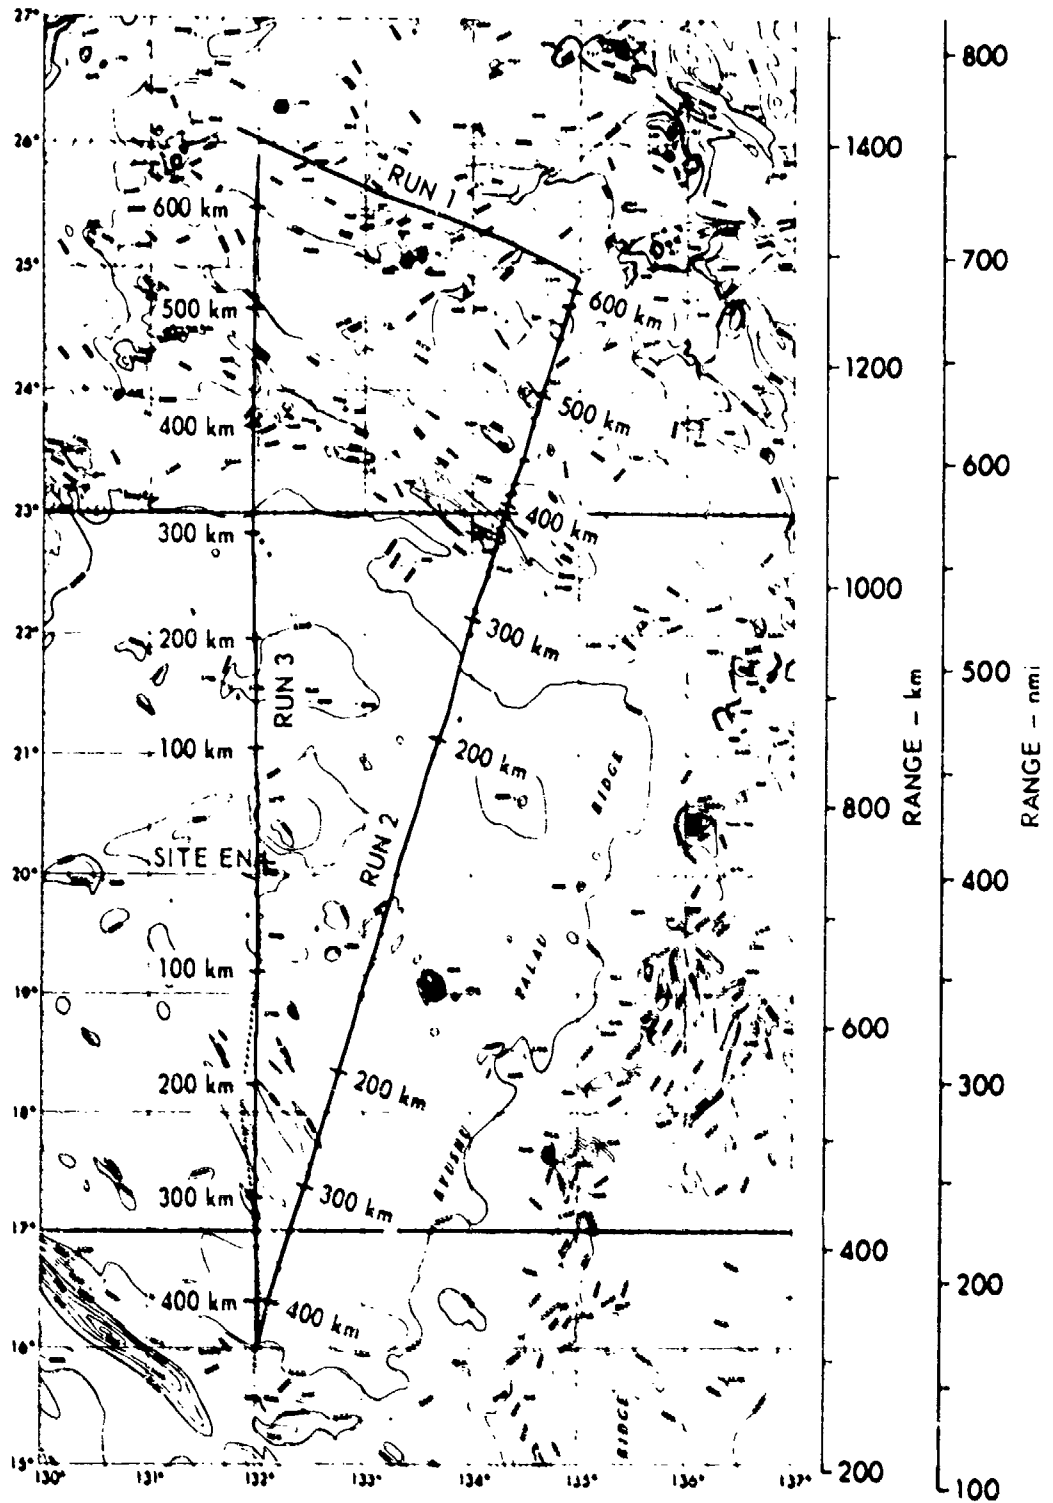 27°
26°
25°
24°
23°
22°
21°
20°
19°
18°
17°
16°
15°
130°
131°
132°
133°
134°
135°
136°
137°
RUN 1
600 km
500 km
400 km
300 km
200 km
100 km
SITE ENA
100 km
200 km
300 km
400 km
RUN 3
600 km
500 km
400 km
300 km
200 km
RUN 2
200 km
300 km
400 km
RIDGE
PALAU
KYUSHU
RIDGE
1400
1200
1000
800
600
400
200
RANGE – km
800
700
600
500
400
300
200
100
RANGE – nmi